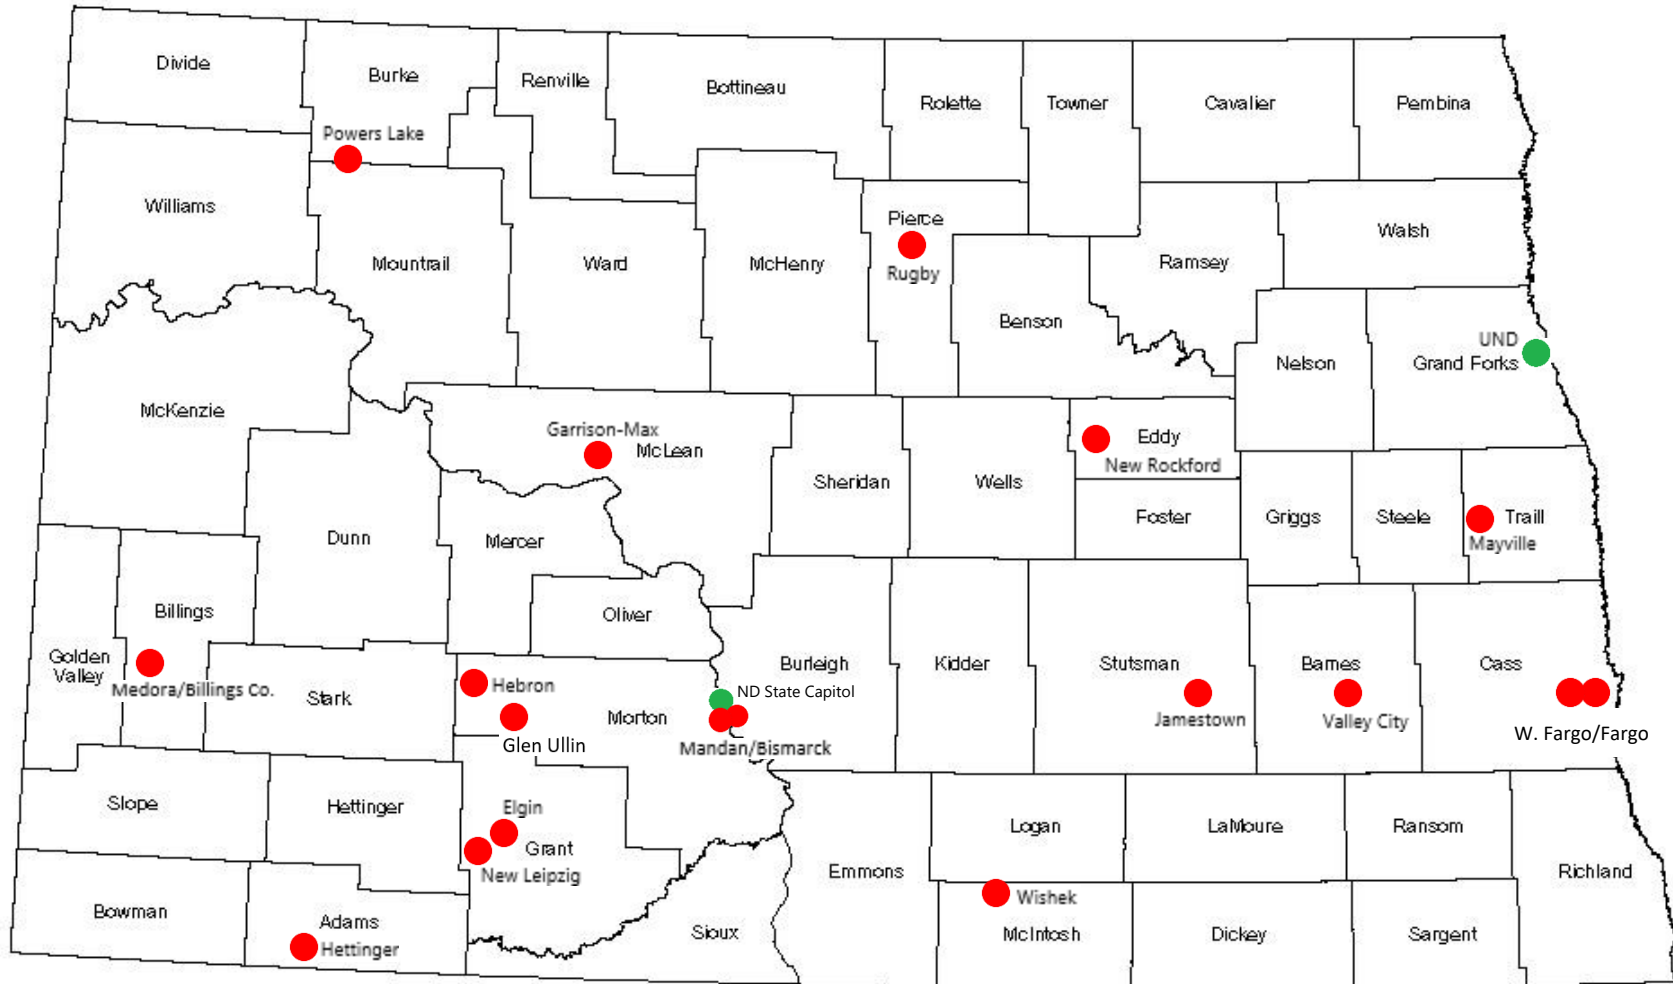 Divide
Burke
Renville
Bottineau
Rolette
Towner
Cavalier
Pembina
Powers Lake
Williams
Mountrail
Ward
McHenry
Pierce
Rugby
Benson
Ramsey
Walsh
Nelson
UND
Grand Forks
McKenzie
Garrison-Max
McLean
Sheridan
Wells
Eddy
New Rockford
Foster
Griggs
Steele
Traill
Mayville
Dunn
Mercer
Oliver
Billings
Golden
Valley
Medora/Billings Co.
Stark
Hebron
Glen Ullin
Morton
Burleigh
ND State Capitol
Mandan/Bismarck
Kidder
Stutsman
Jamestown
Barnes
Valley City
Cass
W. Fargo/Fargo
Slope
Hettinger
Elgin
Grant
New Leipzig
Logan
LaMoure
Ransom
Richland
Emmons
Bowman
Adams
Hettinger
Sioux
Wishek
McIntosh
Dickey
Sargent